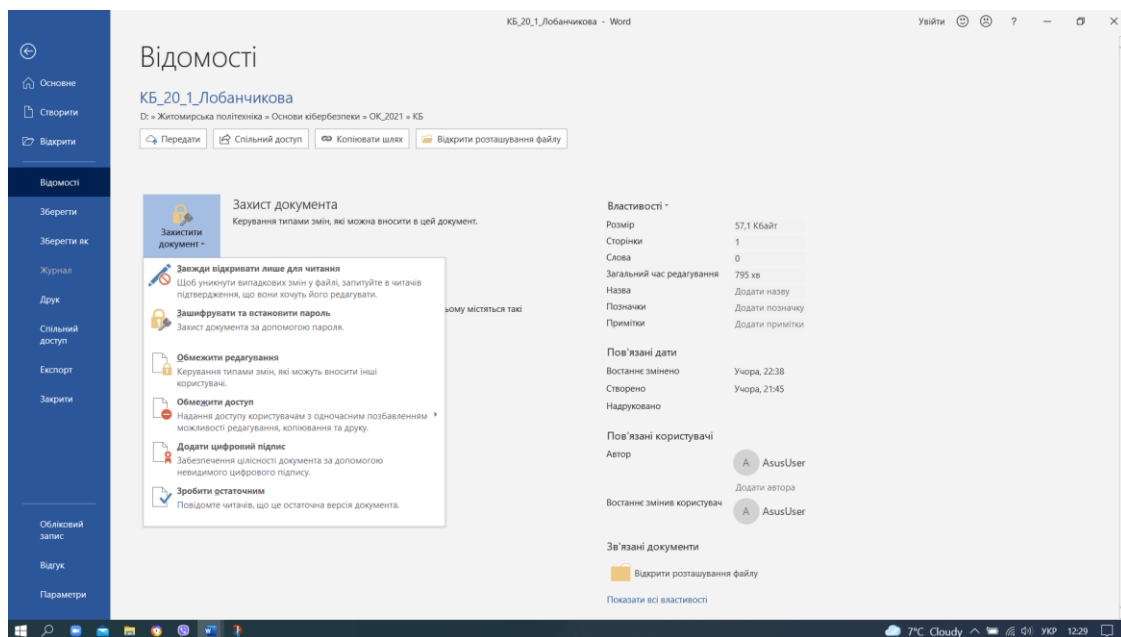 КБ_20_1_Лобанчикова - Word
Увійти
?
Відомості
Основне
Створити
Відкрити
Відомості
Зберегти
Зберегти як
Журнал
Друк
Спільний
доступ
Експорт
Закрити
Обліковий
запис
Відгук
Параметри
КБ_20_1_Лобанчикова
D: » Житомирська політехніка » Основи кібербезпеки » ОК_2021 » КБ
Передати
Спільний доступ
Копіювати шлях
Відкрити розташування файлу
Захистити
документ
Захист документа
Керування типами змін, які можна вносити в цей документ.
Завжди відкривати лише для читання
Щоб уникнути випадкових змін у файлі, запитуйте в читачів
підтвердження, що вони хочуть його редагувати.
Зашифрувати та встановити пароль
Захист документа за допомогою пароля.
Обмежити редагування
Керування типами змін, які можуть вносити інші
користувачі.
Обмежити доступ
Надання доступу користувачам з одночасним позбавленням
можливості редагування, копіювання та друку.
Додати цифровий підпис
Забезпечення цілісності документа за допомогою
невидимого цифрового підпису.
Зробити остаточним
Повідомте читачів, що це остаточна версія документа.
ьому містяться такі
Властивості
Розмір 57,1 Кбайт
Сторінки 1
Слова 0
Загальний час редагування 795 хв
Назва Додати назву
Позначки Додати позначку
Примітки Додати примітки
Пов'язані дати
Востаннє змінено Учора, 22:38
Створено Учора, 21:45
Надруковано
Пов'язані користувачі
Автор
A AsusUser
Додати автора
Востаннє змінив користувач
A AsusUser
Зв'язані документи
Відкрити розташування файлу
Показати всі властивості
7°C Cloudy УКР 12:29